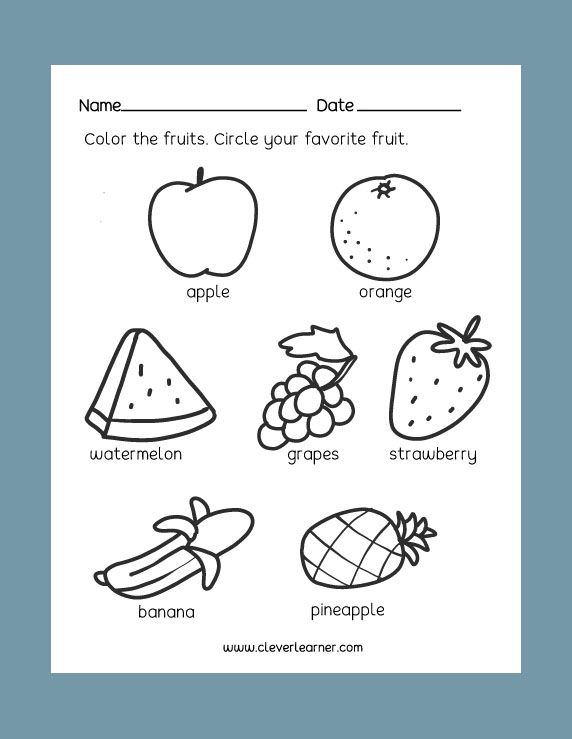 Name Date
Color the fruits. Circle your favorite fruit.
apple orange
watermelon grapes strawberry
banana pineapple
www.cleverlearner.com